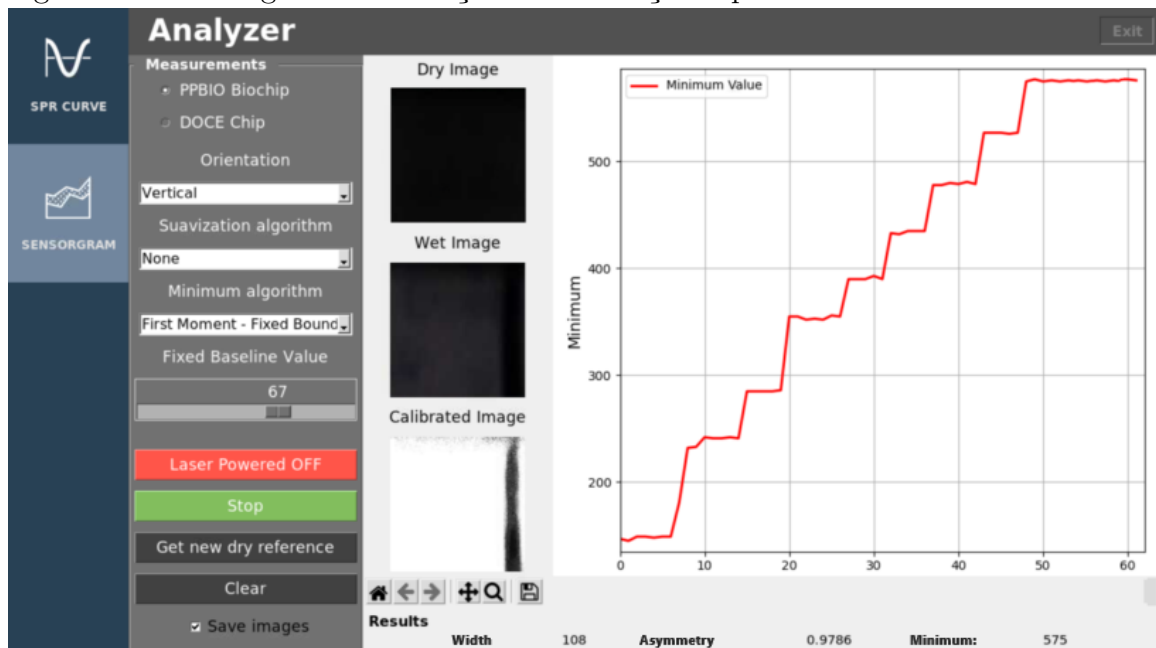 Analyzer
Exit
SPR CURVE
SENSORGRAM
Measurements
PPBIO Biochip
DOCE Chip
Orientation
Vertical
Suavization algorithm
None
Minimum algorithm
First Moment - Fixed Bound
Fixed Baseline Value
67
Laser Powered OFF
Stop
Get new dry reference
Clear
Save images
Dry Image
Wet Image
Calibrated Image
Minimum Value
Minimum
500
400
300
200
0 10 20 30 40 50 60
Results
Width 108 Asymmetry 0.9786 Minimum: 575